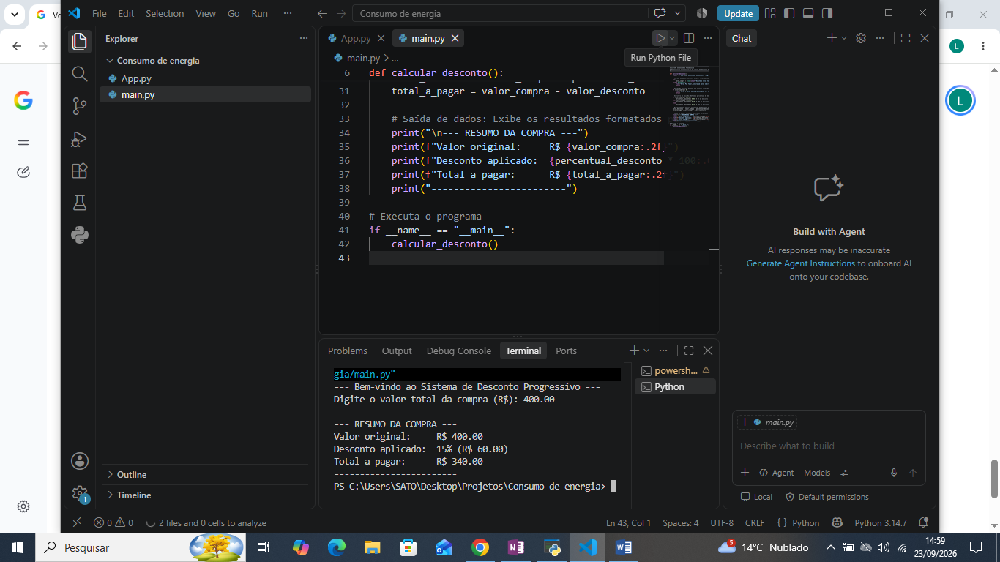 File Edit Selection View Go Run ··· Consumo de energia Update
Explorer ···
Consumo de energia
App.py
main.py
Outline
Timeline
1
App.py main.py
main.py > ...
Run Python File
6 def calcular_desconto():
31 total_a_pagar = valor_compra - valor_desconto
32
33 # Saída de dados: Exibe os resultados formatados
34 print("\n--- RESUMO DA COMPRA ---")
35 print(f"Valor original:     R$ {valor_compra:.2f}")
36 print(f"Desconto aplicado:  {percentual_desconto * 100:.
37 print(f"Total a pagar:      R$ {total_a_pagar:.2f}")
38 print("------------------------")
39
40 # Executa o programa
41 if __name__ == "__main__":
42 calcular_desconto()
43
Problems Output Debug Console Terminal Ports
gia/main.py"
--- Bem-vindo ao Sistema de Desconto Progressivo ---
Digite o valor total da compra (R$): 400.00
--- RESUMO DA COMPRA ---
Valor original:     R$ 400.00
Desconto aplicado:  15% (R$ 60.00)
Total a pagar:      R$ 340.00
------------------------
PS C:\Users\SATO\Desktop\Projetos\Consumo de energia>
powersh...
Python
Chat
Build with Agent
AI responses may be inaccurate
Generate Agent Instructions to onboard AI
onto your codebase.
main.py
Describe what to build
Agent Models
Local Default permissions
L
L
0 0 2 files and 0 cells to analyze Ln 43, Col 1 Spaces: 4 UTF-8 CRLF { } Python Python 3.14.7
Pesquisar
5
14°C Nublado
14:59
23/09/2026